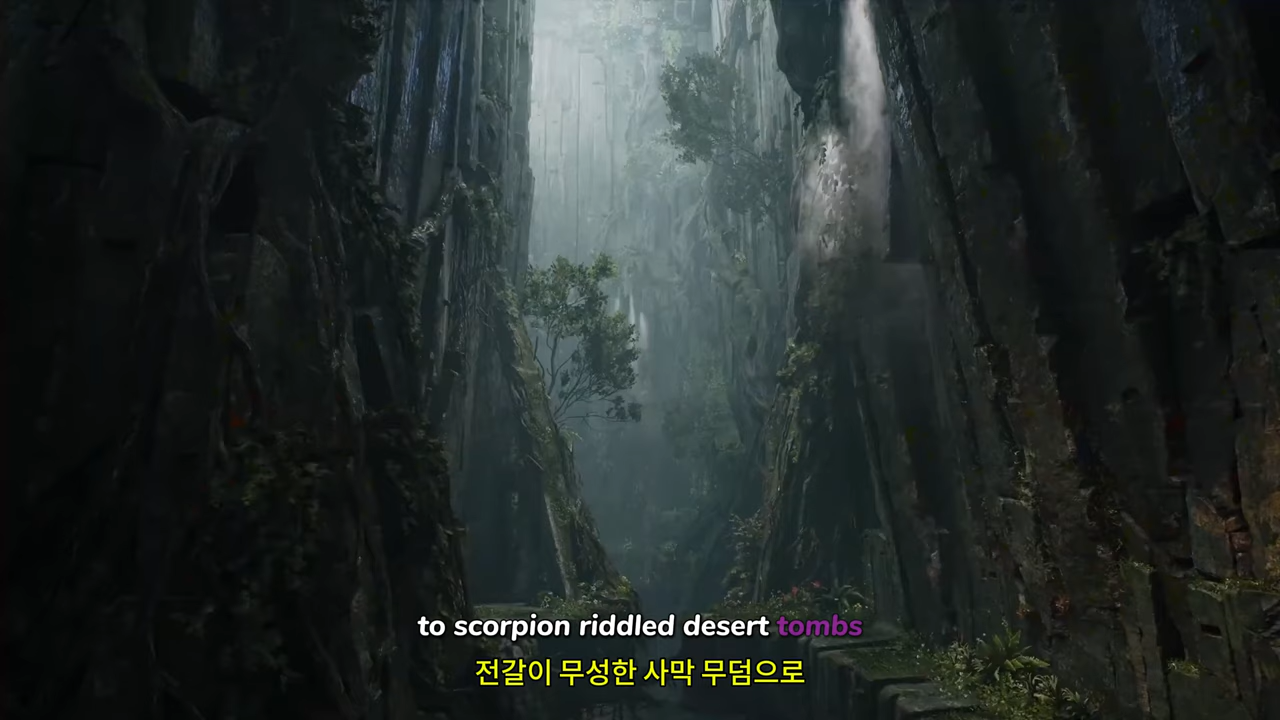 to scorpion riddled desert tombs
전갈이 무성한 사막 무덤으로